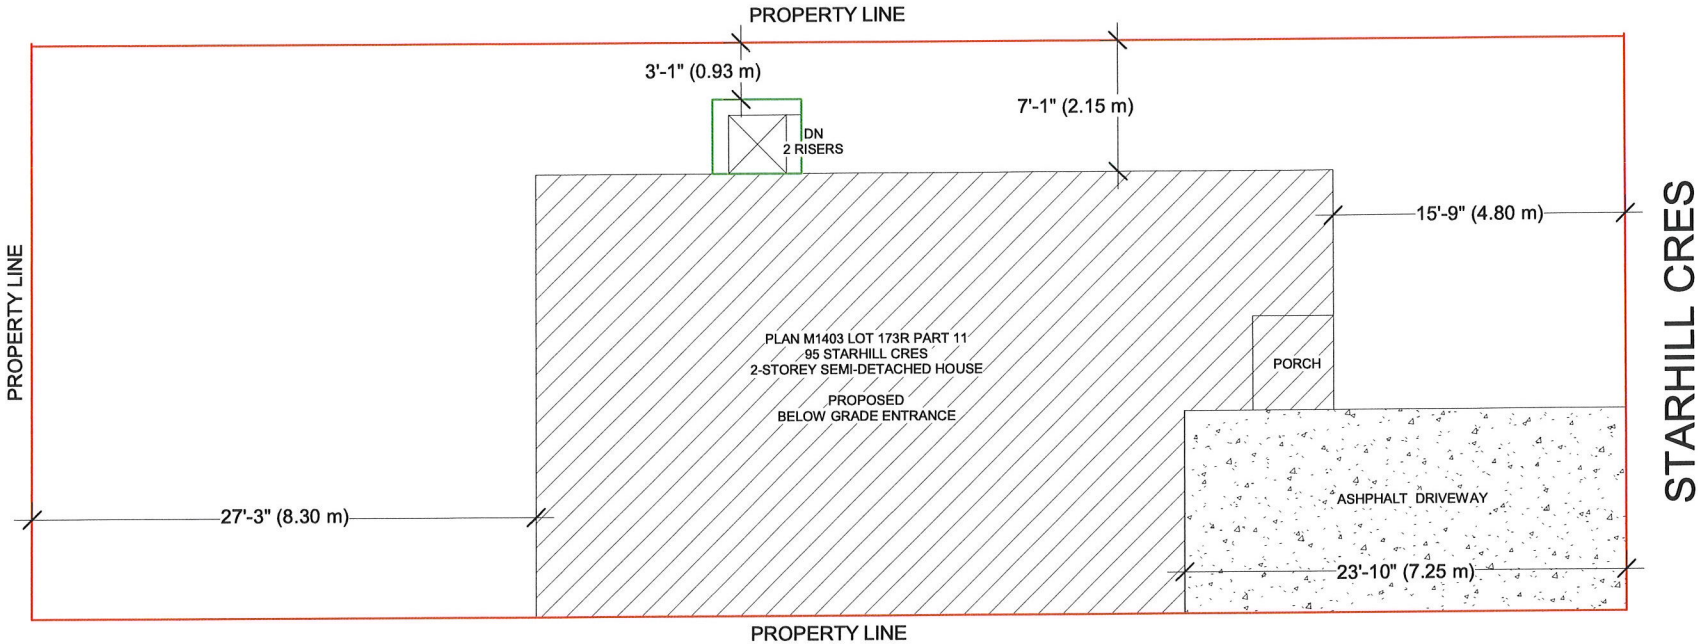 PROPERTY LINE
3'-1" (0.93 m)
7'-1" (2.15 m)
DN
2 RISERS
15'-9" (4.80 m)
STARHILL CRES
PROPERTY LINE
PLAN M1403 LOT 173R PART 11
95 STARHILL CRES
2-STOREY SEMI-DETACHED HOUSE
PROPOSED
BELOW GRADE ENTRANCE
PORCH
ASHPHALT DRIVEWAY
27'-3" (8.30 m)
23'-10" (7.25 m)
PROPERTY LINE